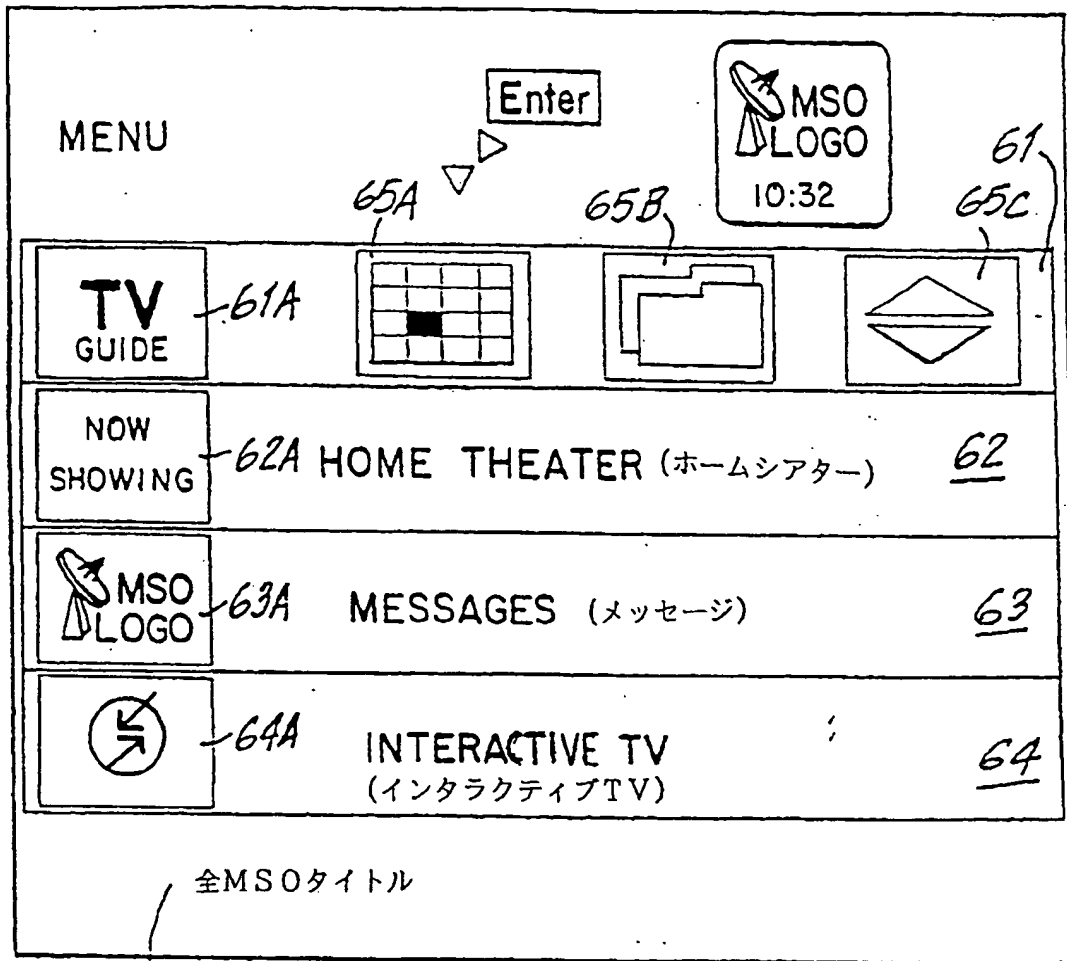 Enter
MSO
LOGO
10:32
MENU
61
65A
65B
65C
TV
GUIDE
61A
NOW
SHOWING
62A
HOME THEATER (ホームシアター)
62
MSO
LOGO
63A
MESSAGES (メッセージ)
63
64A
INTERACTIVE TV
(インタラクティブTV)
64
全MSOタイトル